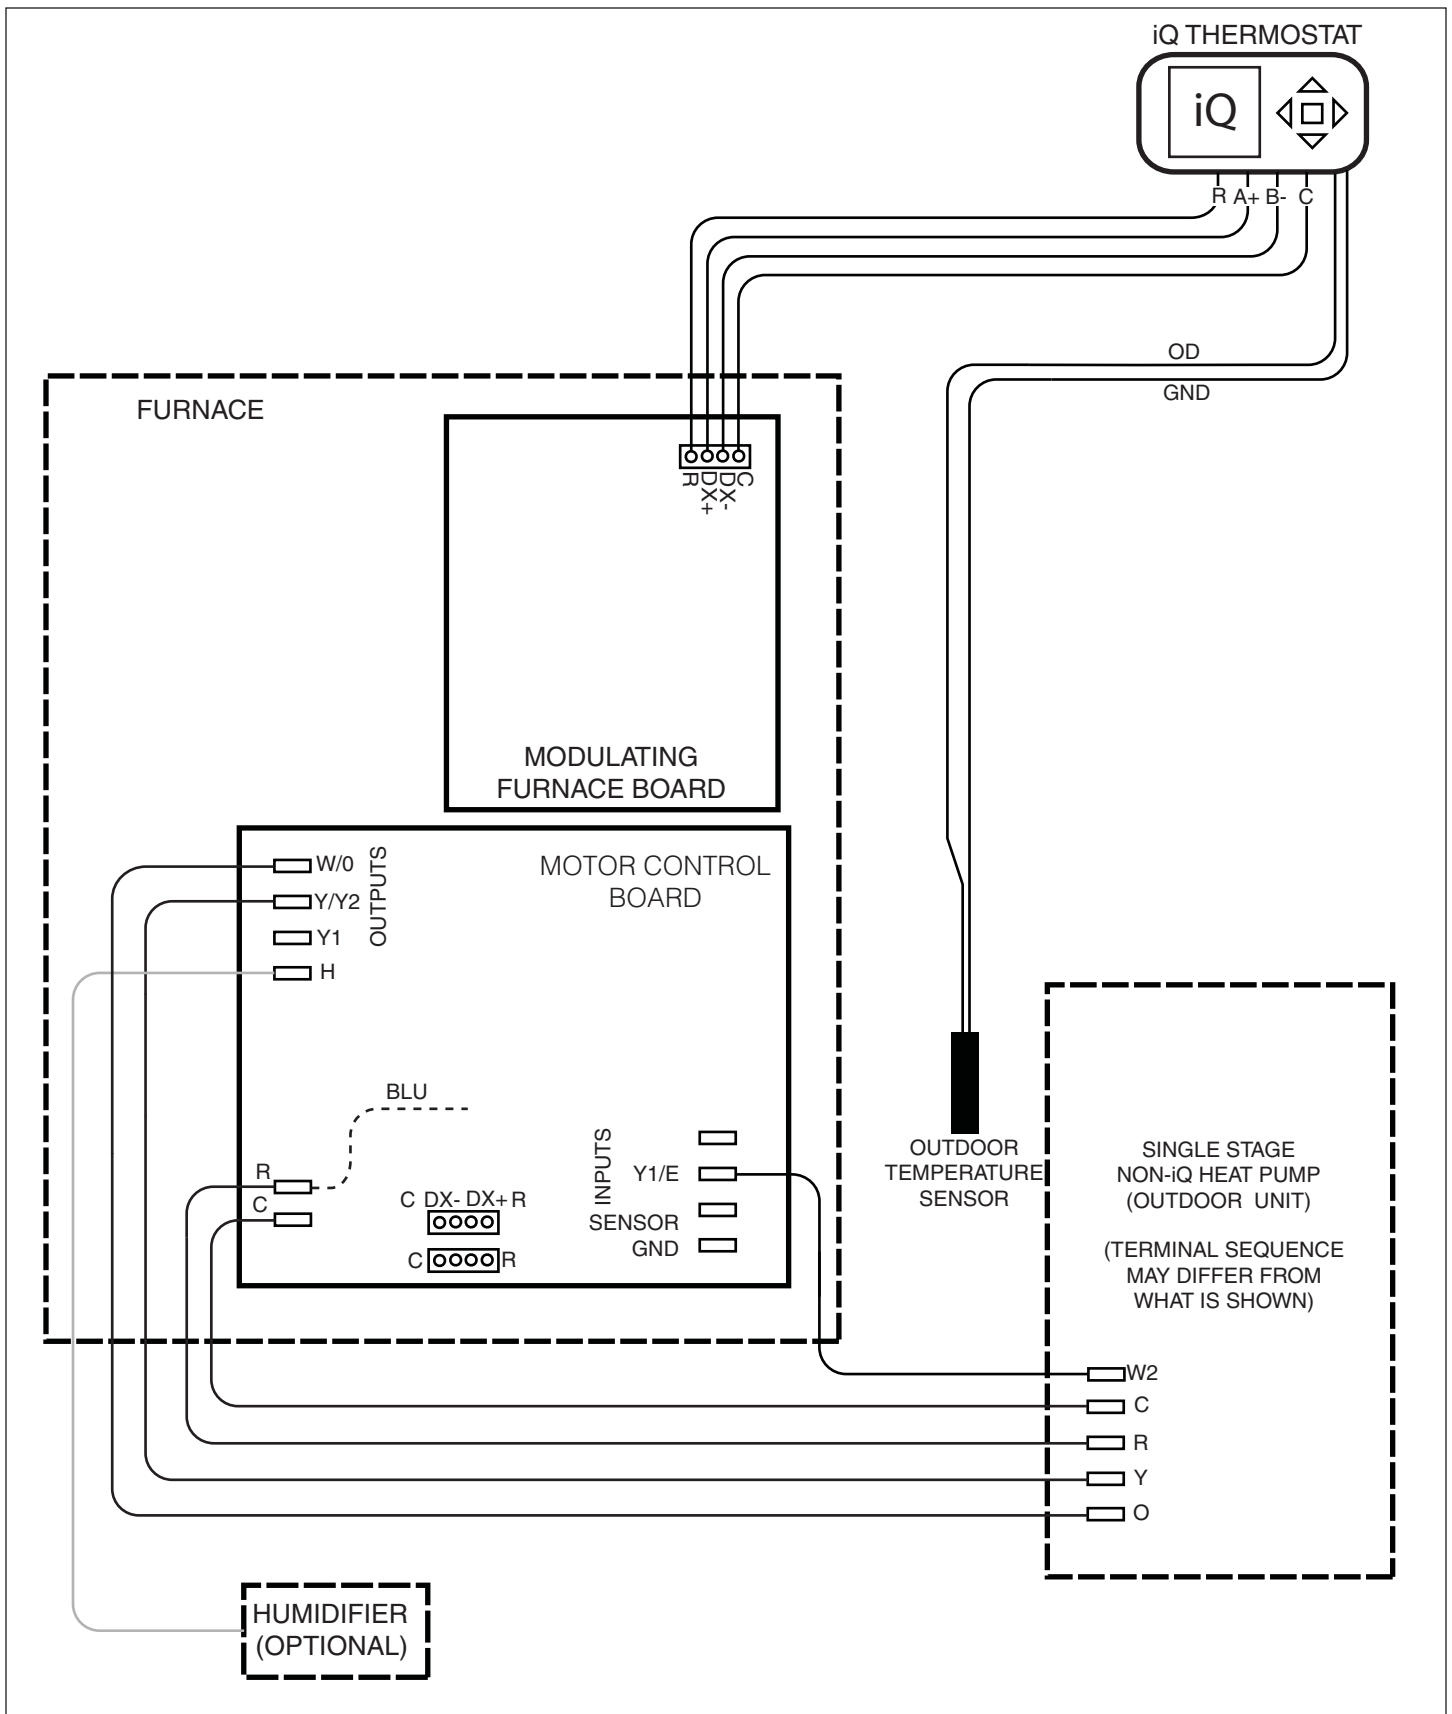 iQ THERMOSTAT
iQ
R A+ B- C
OD
GND
FURNACE
R
DX+
DX-
C
MODULATING
FURNACE BOARD
MOTOR CONTROL
BOARD
OUTPUTS
W/0
Y/Y2
Y1
H
BLU
R
C
C DX- DX+ R
C R
INPUTS
Y1/E
SENSOR
GND
OUTDOOR
TEMPERATURE
SENSOR
SINGLE STAGE
NON-iQ HEAT PUMP
(OUTDOOR UNIT)
(TERMINAL SEQUENCE
MAY DIFFER FROM
WHAT IS SHOWN)
W2
C
R
Y
O
HUMIDIFIER
(OPTIONAL)